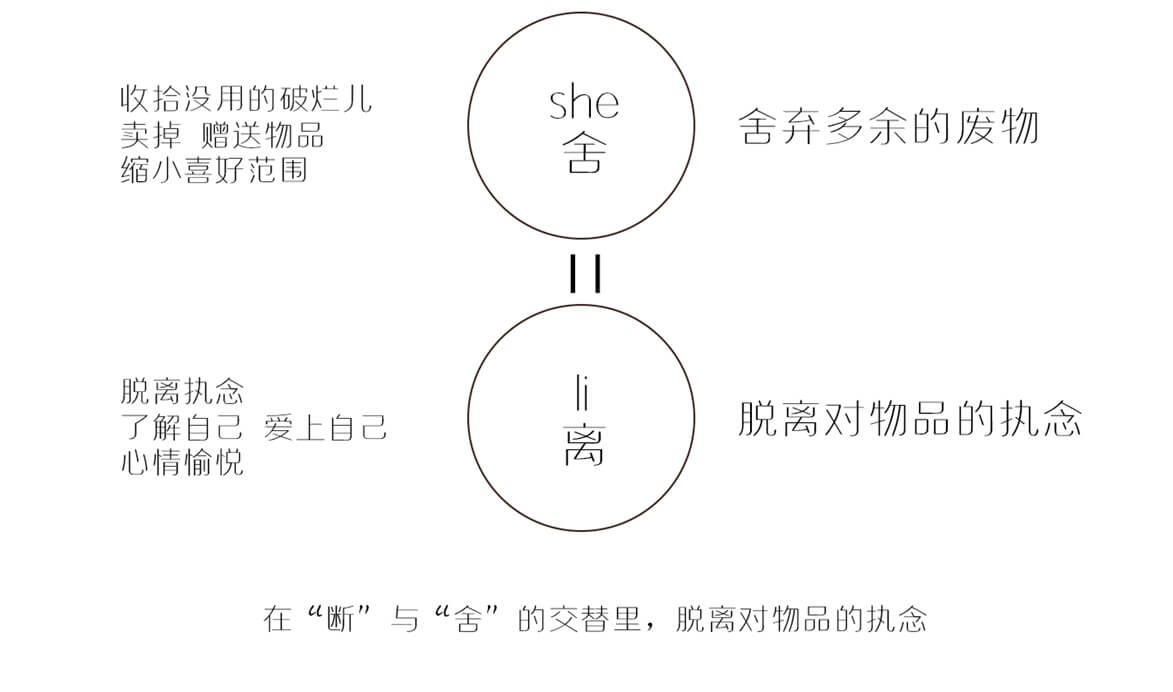 收拾没用的破烂儿
卖掉 赠送物品
缩小喜好范围
she
舍
舍弃多余的废物
脱离执念
了解自己 爱上自己
心情愉悦
li
离
脱离对物品的执念
在“断”与“舍”的交替里，脱离对物品的执念